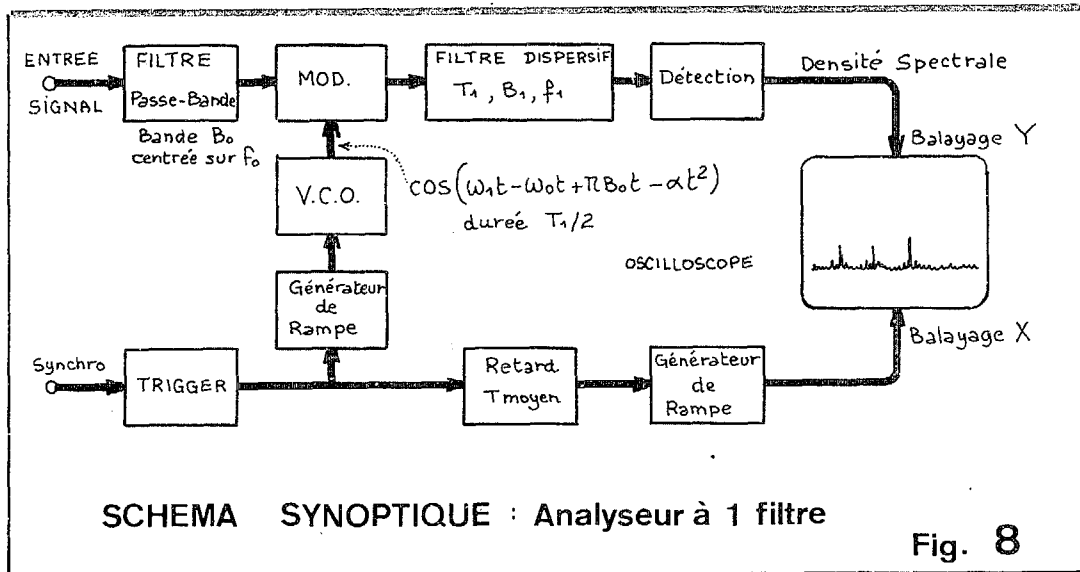 ENTREE
SIGNAL
FILTRE
Passe-Bande
Bande B₀
centrée sur f₀
MOD.
FILTRE DISPERSIF
T₁, B₁, f₁
Détection
Densité Spectrale
Balayage Y
V.C.O.
COS(ω₁t-ω₀t+πB₀t-αt²)
durée T₁/2
OSCILLOSCOPE
Générateur
de
Rampe
Balayage X
Synchro
TRIGGER
Retard
Tmoyen
Générateur
de
Rampe
SCHEMA SYNOPTIQUE : Analyseur à 1 filtre
Fig. 8